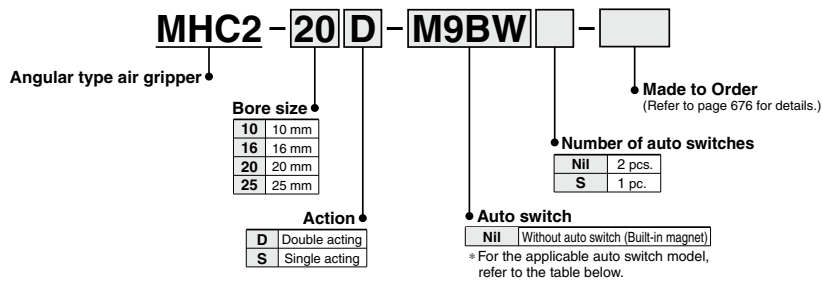 MHC2 – 20 D – M9BW –
Angular type air gripper
Made to Order
(Refer to page 676 for details.)
Bore size
10 10 mm
16 16 mm
20 20 mm
25 25 mm
Number of auto switches
Nil 2 pcs.
S 1 pc.
Action
D Double acting
S Single acting
Auto switch
Nil Without auto switch (Built-in magnet)
∗ For the applicable auto switch model,
refer to the table below.